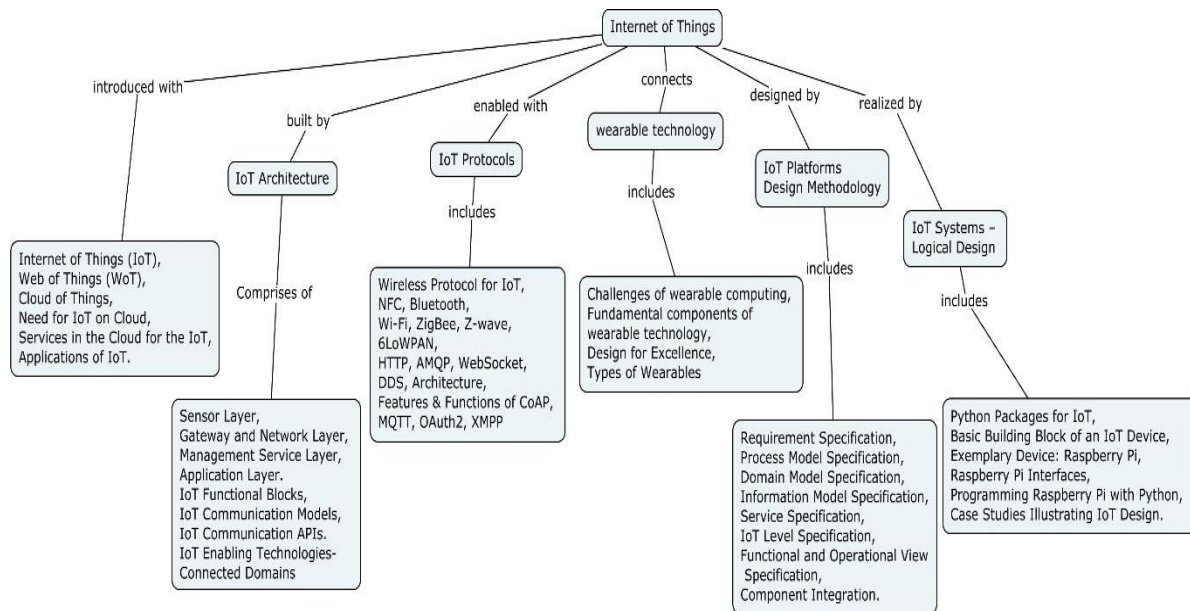 Internet of Things
introduced with
built by
enabled with
connects
designed by
realized by
Internet of Things (IoT),
Web of Things (WoT),
Cloud of Things,
Need for IoT on Cloud,
Services in the Cloud for the IoT,
Applications of IoT.
IoT Architecture
Comprises of
Sensor Layer,
Gateway and Network Layer,
Management Service Layer,
Application Layer.
IoT Functional Blocks,
IoT Communication Models,
IoT Communication APIs.
IoT Enabling Technologies-
Connected Domains
IoT Protocols
includes
Wireless Protocol for IoT,
NFC, Bluetooth,
Wi-Fi, ZigBee, Z-wave,
6LoWPAN,
HTTP, AMQP, WebSocket,
DDS, Architecture,
Features & Functions of CoAP,
MQTT, OAuth2, XMPP
wearable technology
includes
Challenges of wearable computing,
Fundamental components of
wearable technology,
Design for Excellence,
Types of Wearables
IoT Platforms
Design Methodology
includes
Requirement Specification,
Process Model Specification,
Domain Model Specification,
Information Model Specification,
Service Specification,
IoT Level Specification,
Functional and Operational View
Specification,
Component Integration.
IoT Systems –
Logical Design
includes
Python Packages for IoT,
Basic Building Block of an IoT Device,
Exemplary Device: Raspberry Pi,
Raspberry Pi Interfaces,
Programming Raspberry Pi with Python,
Case Studies Illustrating IoT Design.